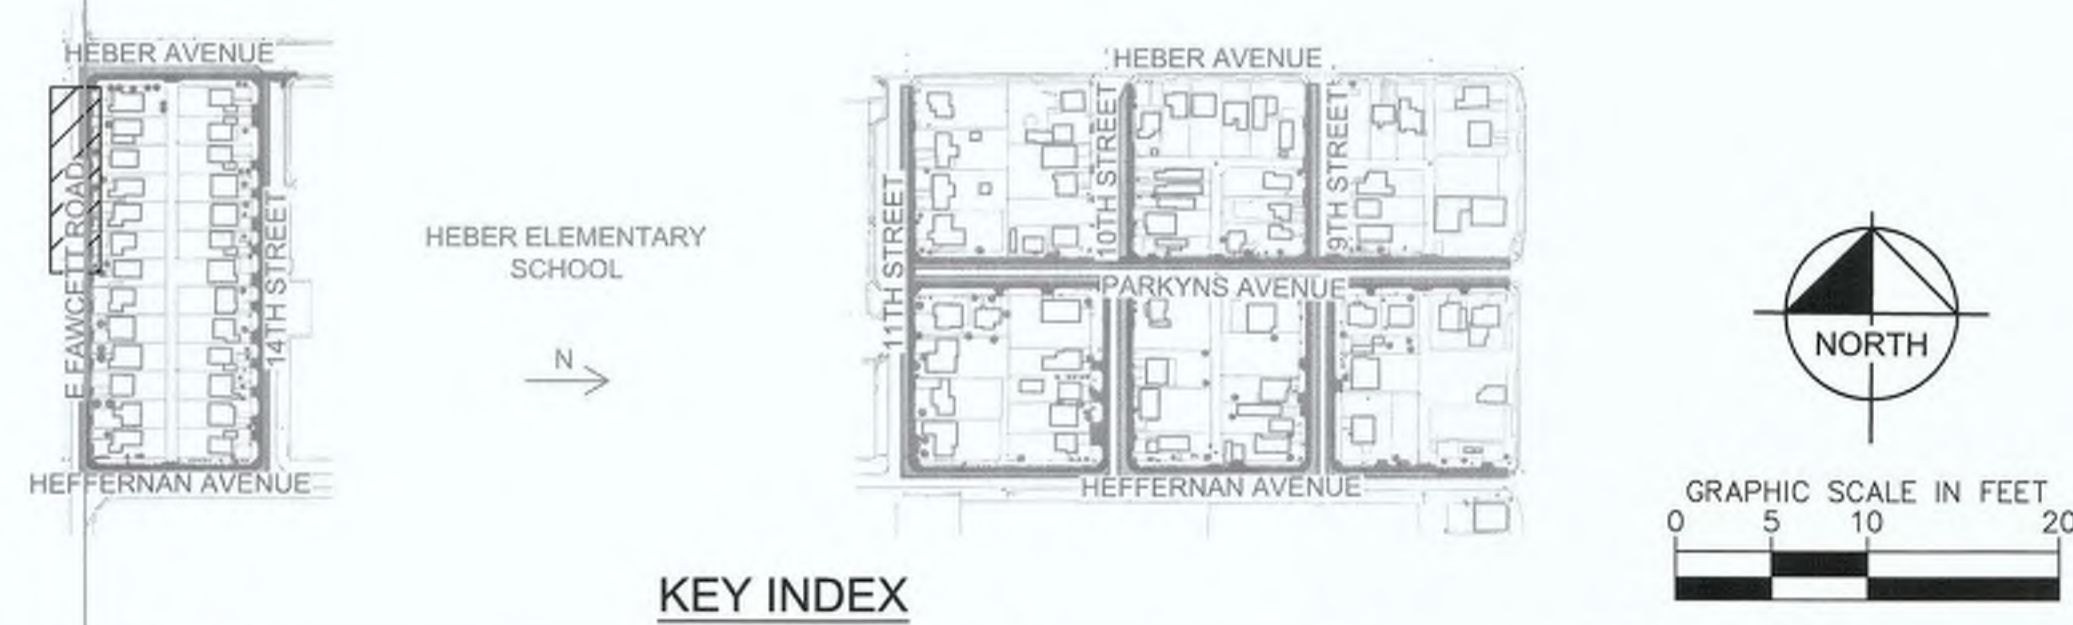 HEBER AVENUE
E FAWCETT ROAD
14TH STREET
HEFFERNAN AVENUE
HEBER ELEMENTARY
SCHOOL
N
HEBER AVENUE
11TH STREET
10TH STREET
9TH STREET
PARKYNS AVENUE
HEFFERNAN AVENUE
KEY INDEX
NORTH
GRAPHIC SCALE IN FEET
0 5 10 20